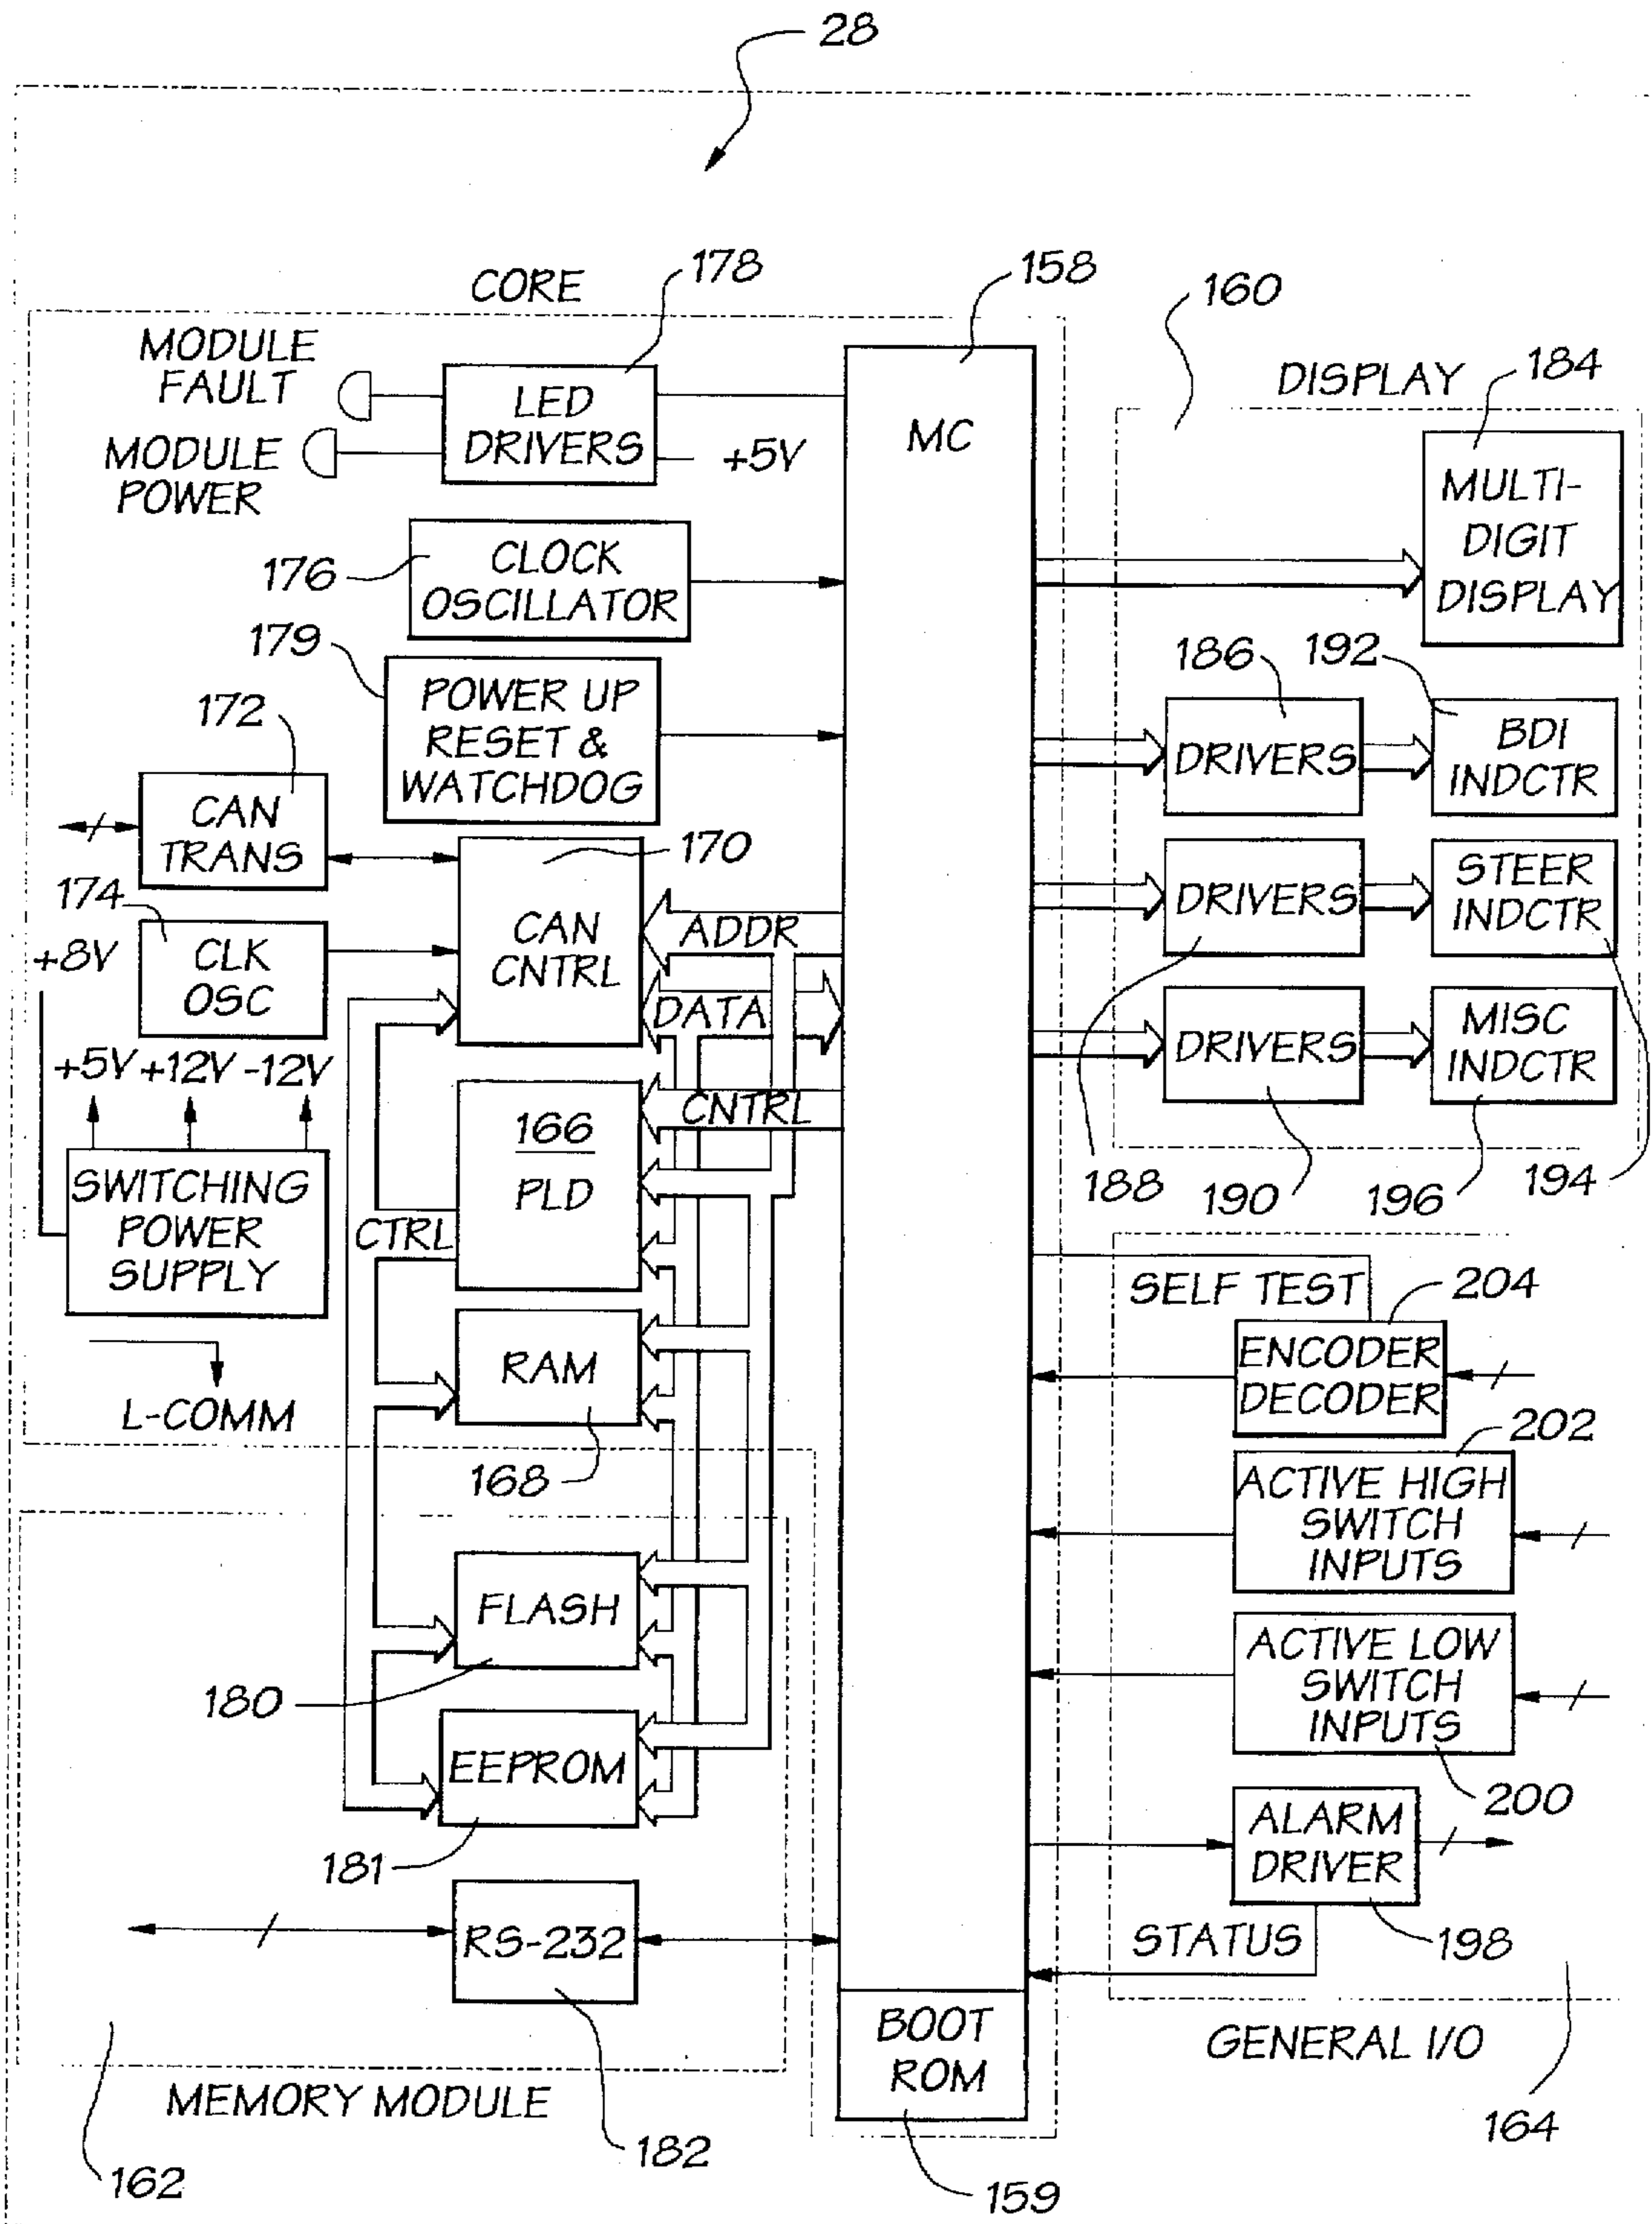 28
CORE
178
158
160
MODULE
FAULT
LED
DRIVERS
MC
DISPLAY
184
MODULE
POWER
+5V
MULTI-
DIGIT
DISPLAY
176
CLOCK
OSCILLATOR
179
POWER UP
RESET &
WATCHDOG
186
192
DRIVERS
BDI
INDCTR
172
CAN
TRANS
170
DRIVERS
STEER
INDCTR
174
+8V
CLK
OSC
CAN
CNTRL
ADDR
DATA
DRIVERS
MISC
INDCTR
+5V +12V -12V
CNTRL
166
PLD
188
190
196
194
SWITCHING
POWER
SUPPLY
CTRL
SELF TEST
204
ENCODER
DECODER
RAM
L-COMM
168
202
ACTIVE HIGH
SWITCH
INPUTS
FLASH
180
ACTIVE LOW
SWITCH
INPUTS
200
EEPROM
181
ALARM
DRIVER
RS-232
STATUS
198
BOOT
ROM
GENERAL I/O
MEMORY MODULE
164
182
162
159